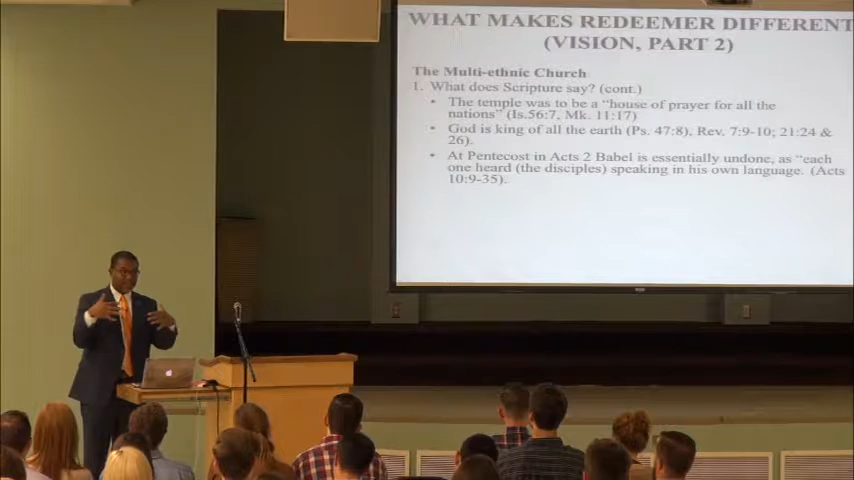 WHAT MAKES REDEEMER DIFFERENT
(VISION, PART 2)
The Multi-ethnic Church
1. What does Scripture say? (cont.)
• The temple was to be a “house of prayer for all the
nations” (Is.56:7, Mk. 11:17)
• God is king of all the earth (Ps. 47:8), Rev. 7:9-10; 21:24 &
26).
• At Pentecost in Acts 2 Babel is essentially undone, as “each
one heard (the disciples) speaking in his own language. (Acts
10:9-35).